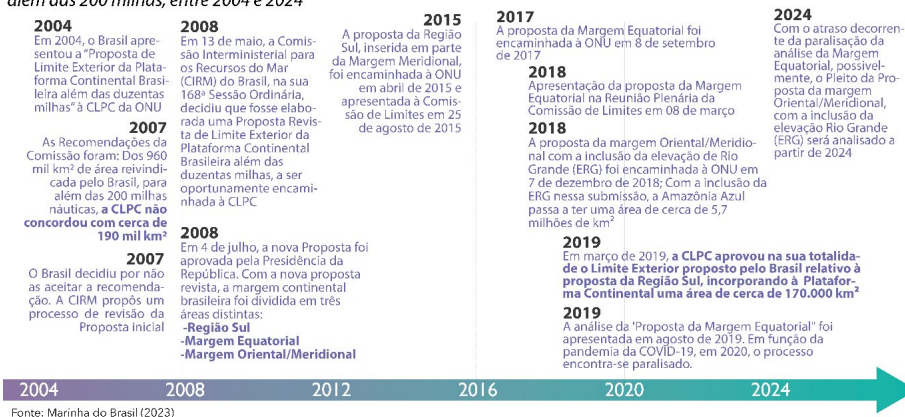 além das 200 milhas, entre 2004 e 2024
2004
Em 2004, o Brasil apre-
sentou a "Proposta de
Limite Exterior da Plata-
forma Continental Brasi-
leira além das duzentas
milhas" à CLPC da ONU
2007
As Recomendações da
Comissão foram: Dos 960
mil km² de área reivindi-
cada pelo Brasil, para
além das 200 milhas
náuticas, a CLPC não
concordou com cerca de
190 mil km²
2007
O Brasil decidiu por não
as aceitar a recomenda-
ção. A CIRM propôs um
processo de revisão da
Proposta inicial
2008
Em 13 de maio, a Comis-
são Interministerial para
os Recursos do Mar
(CIRM) do Brasil, na sua
168ª Sessão Ordinária,
decidiu que fosse elabo-
rada uma Proposta Revis-
ta de Limite Exterior da
Plataforma Continental
Brasileira além das
duzentas milhas, a ser
oportunamente encami-
nhada à CLPC
2008
Em 4 de julho, a nova Proposta foi
aprovada pela Presidência da
República. Com a nova proposta
revista, a margem continental
brasileira foi dividida em três
áreas distintas:
-Região Sul
-Margem Equatorial
-Margem Oriental/Meridional
2015
A proposta da Região
Sul, inserida em parte
da Margem Meridional,
foi encaminhada à ONU
em abril de 2015 e
apresentada à Comis-
são de Limites em 25
de agosto de 2015
2017
A proposta da Margem Equatorial foi
encaminhada à ONU em 8 de setembro
de 2017
2018
Apresentação da proposta da Margem
Equatorial na Reunião Plenária da
Comissão de Limites em 08 de março
2018
A proposta da margem Oriental/Meridio-
nal com a inclusão da elevação de Rio
Grande (ERG) foi encaminhada à ONU em
7 de dezembro de 2018; Com a inclusão da
ERG nessa submissão, a Amazônia Azul
passa a ter uma área de cerca de 5,7
milhões de km²
2019
Em março de 2019, a CLPC aprovou na sua totalida-
de o Limite Exterior proposto pelo Brasil relativo à
proposta da Região Sul, incorporando à Platafor-
ma Continental uma área de cerca de 170.000 km²
2019
A análise da 'Proposta da Margem Equatorial" foi
apresentada em agosto de 2019. Em função da
pandemia da COVID-19, em 2020, o processo
encontra-se paralisado.
2024
Com o atraso decorren-
te da paralisação da
análise da Margem
Equatorial, possivel-
mente, o Pleito da Pro-
posta da margem
Oriental/Meridional,
com a inclusão da
elevação Rio Grande
(ERG) será analisado a
partir de 2024
2004 2008 2012 2016 2020 2024
Fonte: Marinha do Brasil (2023)